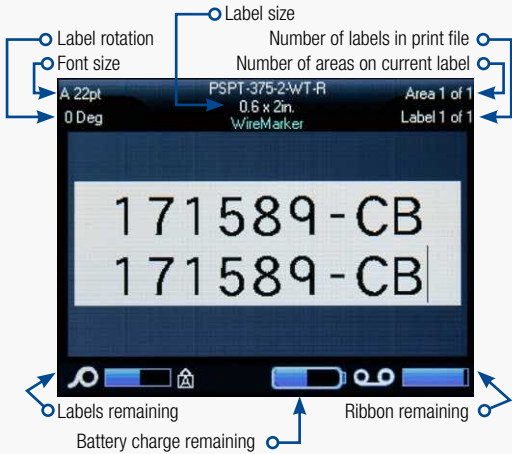 Label size
Label rotation
Number of labels in print file
Font size
Number of areas on current label
A 22pt
PSPT-375-2-WT-R
Area 1 of 1
0.6 x 2in.
0 Deg
Label 1 of 1
WireMarker
171589-CB
171589-CB
Labels remaining
Ribbon remaining
Battery charge remaining